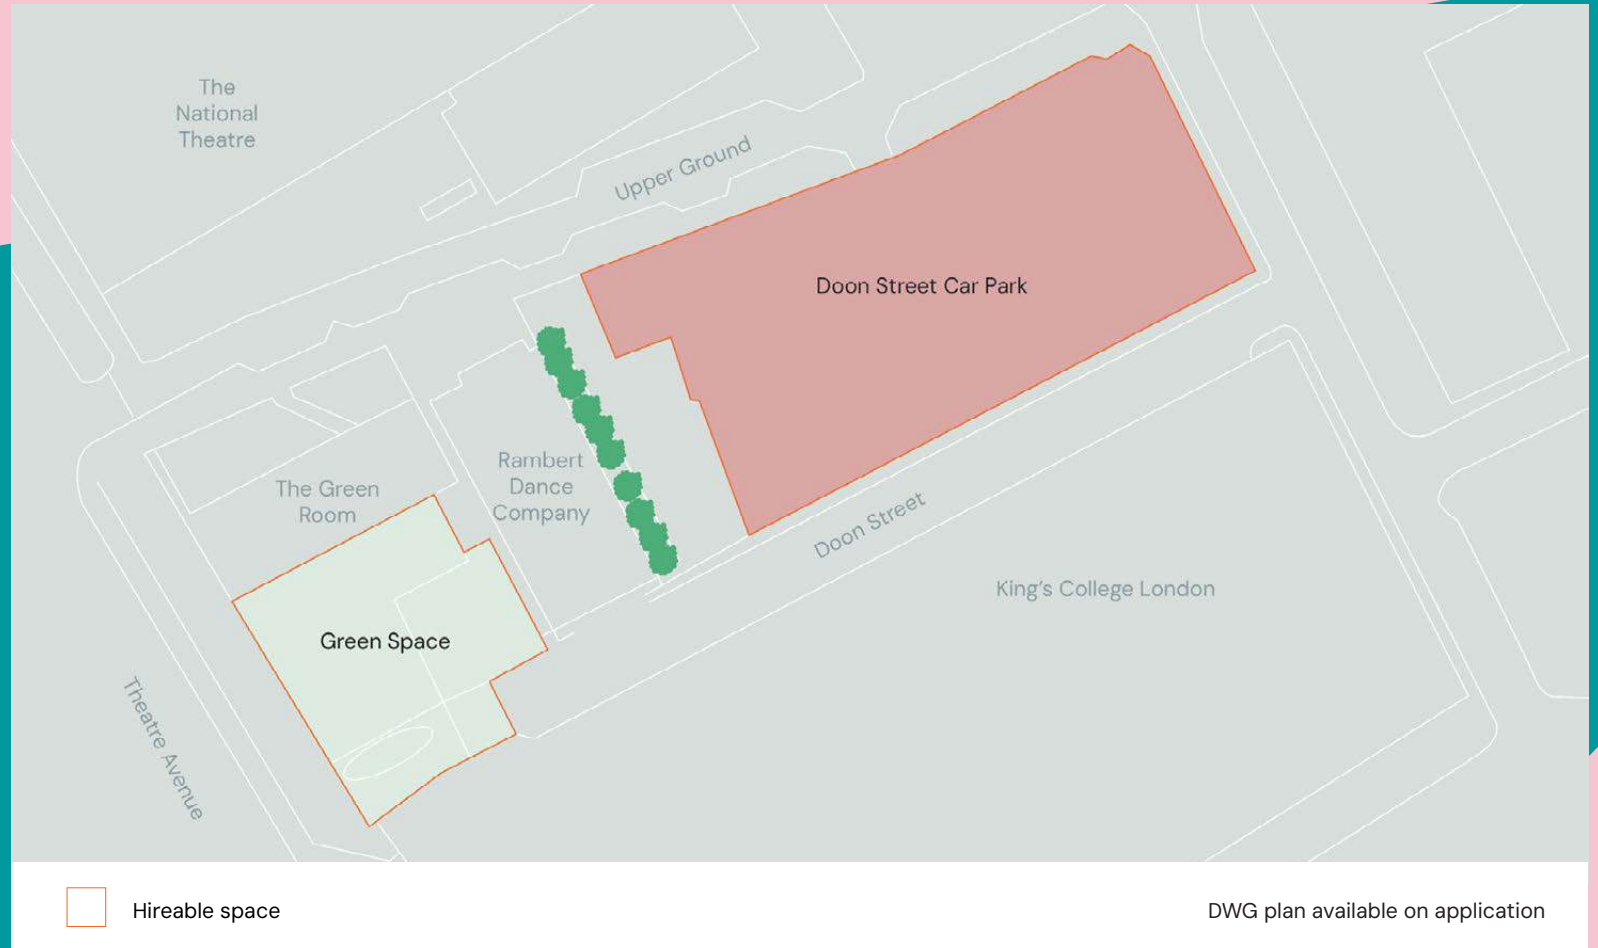 The
National
Theatre
Upper Ground
Doon Street Car Park
Rambert
Dance
Company
The Green
Room
Doon Street
King's College London
Green Space
Theatre Avenue
Hireable space
DWG plan available on application